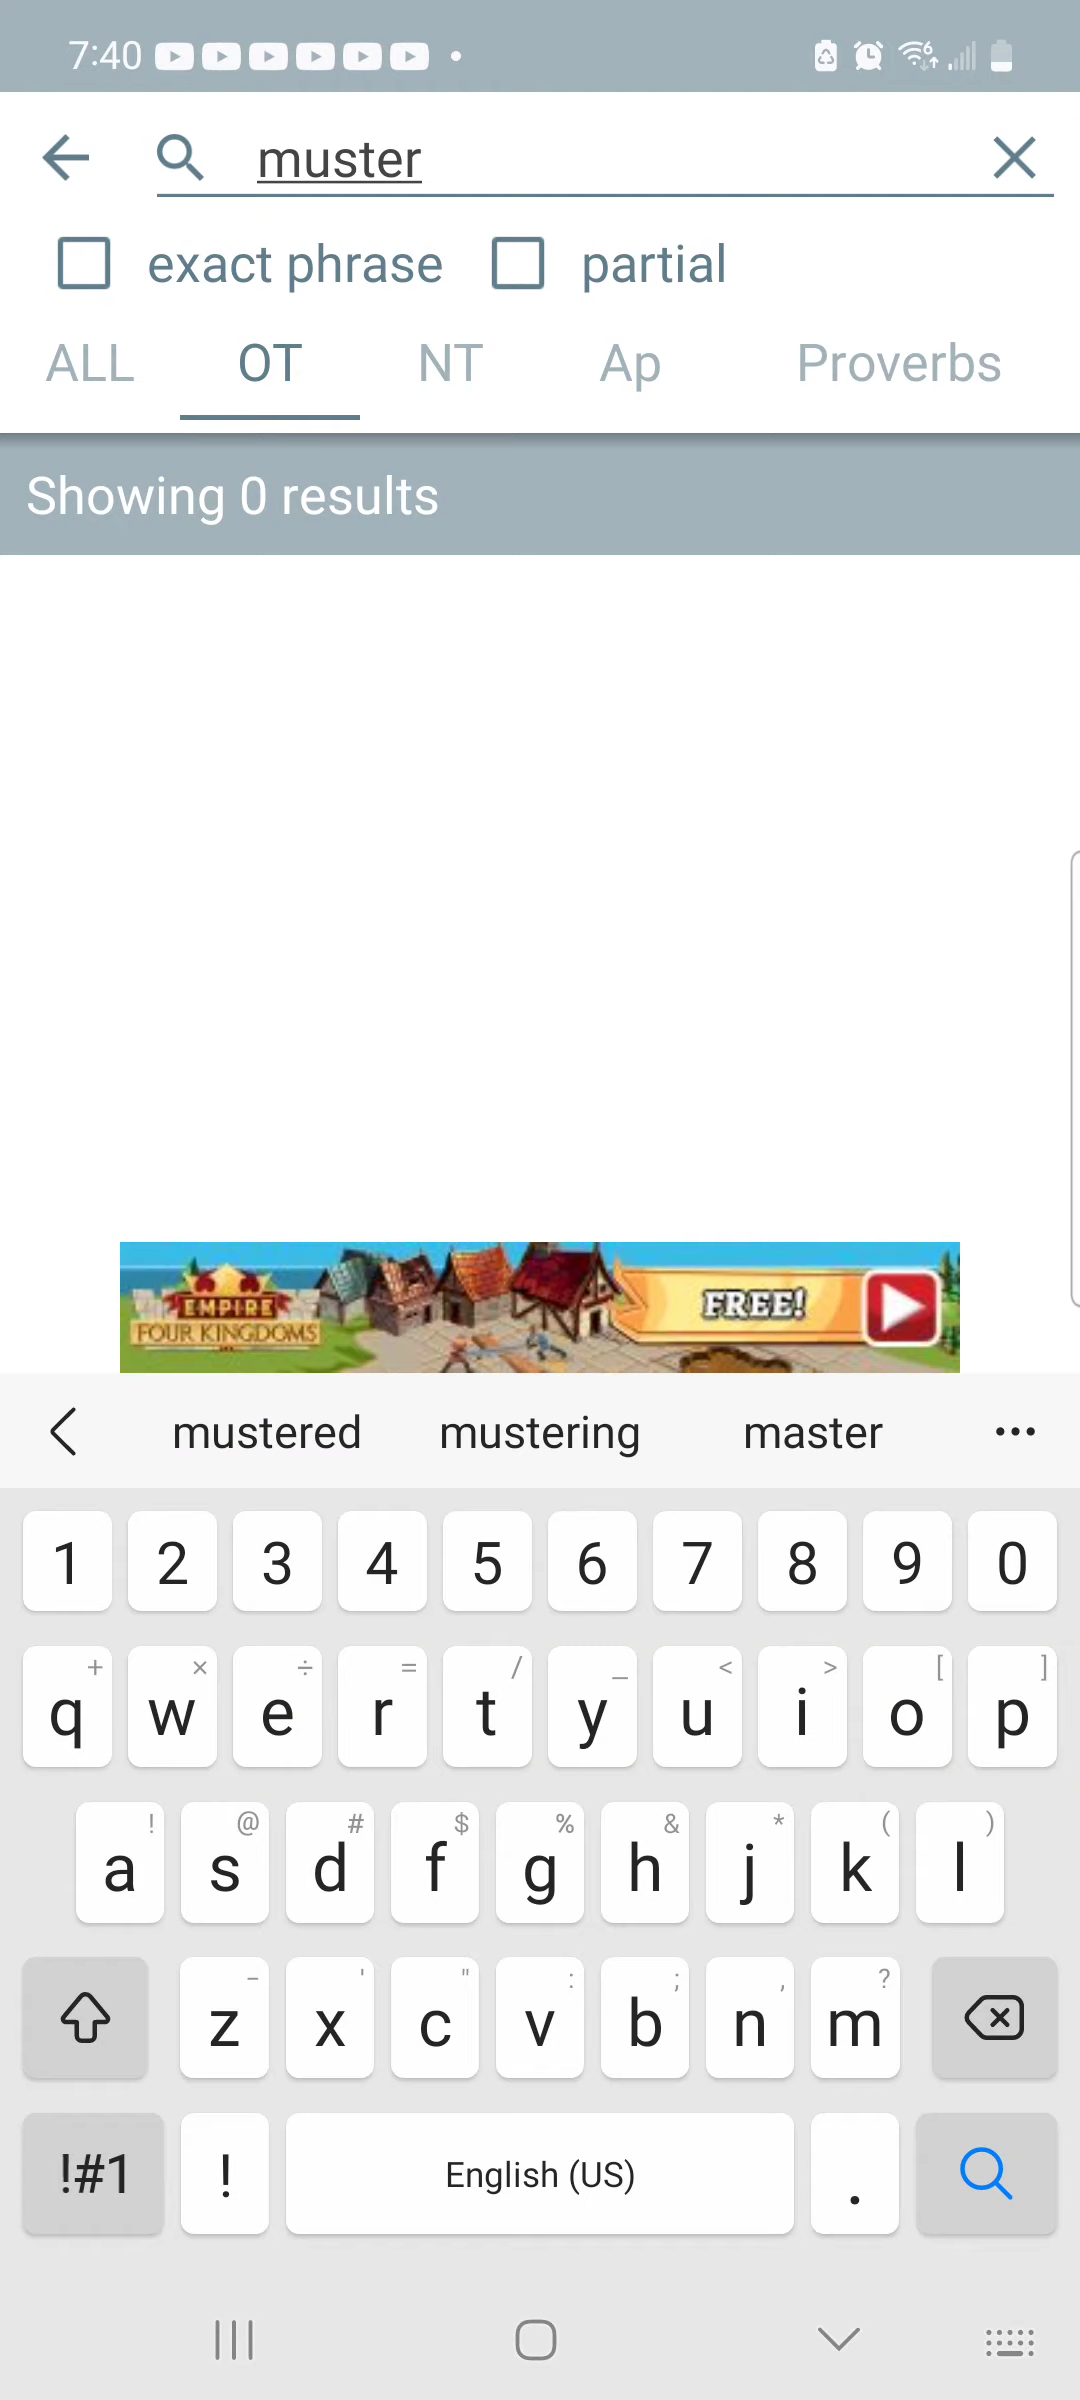 7:40
muster
exact phrase partial
ALL OT NT Ap Proverbs
Showing 0 results
EMPIRE
FOUR KINGDOMS
FREE!
mustered mustering master ...
1 2 3 4 5 6 7 8 9 0
+ × ÷ = / _ < > [ ]
q w e r t y u i o p
! @ # $ % & * ( )
a s d f g h j k l
- ' " : ; , ?
z x c v b n m
!#1 ! English (US) .